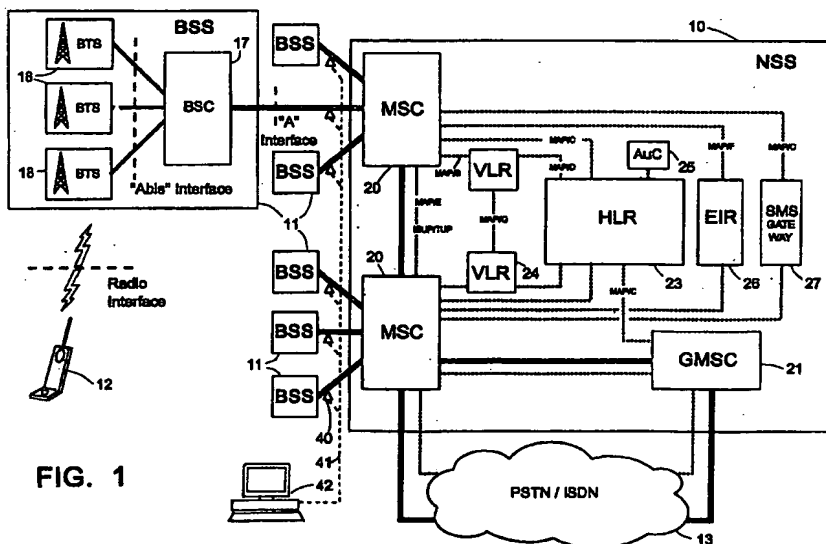 BSS
17
BTS
18
BTS
BSC
18
BTS
"Abis" Interface
"A"
Interface
BSS
BSS
11
BSS
BSS
11
BSS
40
41
42
Radio
Interface
12
10
NSS
MSC
20
MAP/B
VLR
MAP/D
MAP/C
MAP/E
ISUP/TUP
MAP/G
VLR
24
AuC
25
HLR
23
MAP/F
EIR
26
MAP/C
SMS
GATE
WAY
27
20
MSC
MAP/C
GMSC
21
PSTN / ISDN
13
FIG. 1